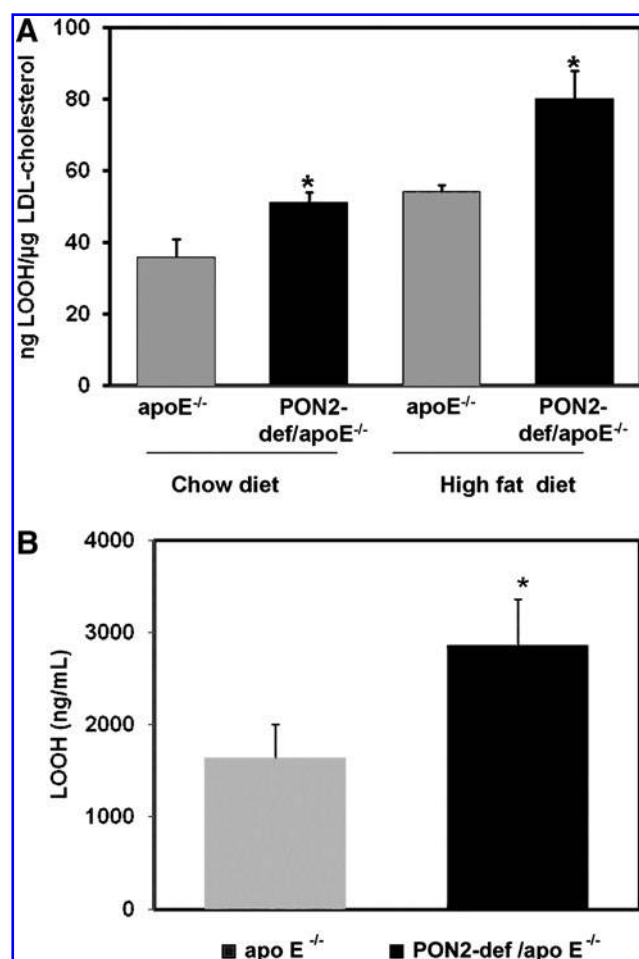 A
ng LOOH/µg LDL-cholesterol
100
80
60
40
20
0
*
*
apoE-/-
PON2-
def/apoE-/-
apoE-/-
PON2-
def/apoE-/-
Chow diet
High fat diet
B
LOOH (ng/mL)
4000
3000
2000
1000
0
*
apo E -/-
PON2-def /apo E -/-